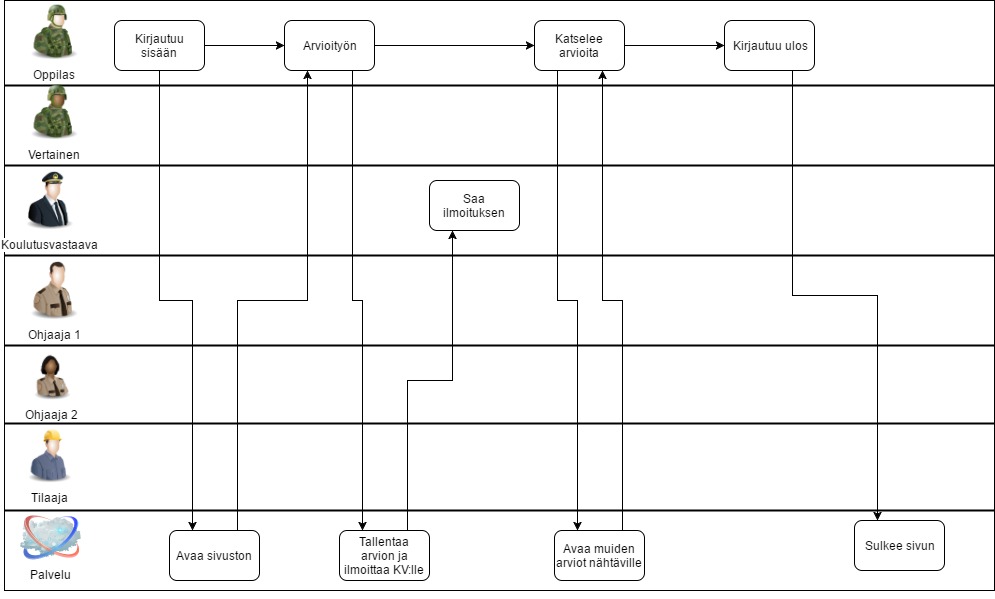 Kirjautuu
sisään
Arvioityön
Katselee
arvioita
Kirjautuu ulos
Oppilas
Vertainen
Saa
ilmoituksen
Koulutusvastaava
Ohjaaja 1
Ohjaaja 2
Tilaaja
Avaa sivuston
Tallentaa
arvion ja
ilmoittaa KV:lle
Avaa muiden
arviot nähtäville
Sulkee sivun
Palvelu